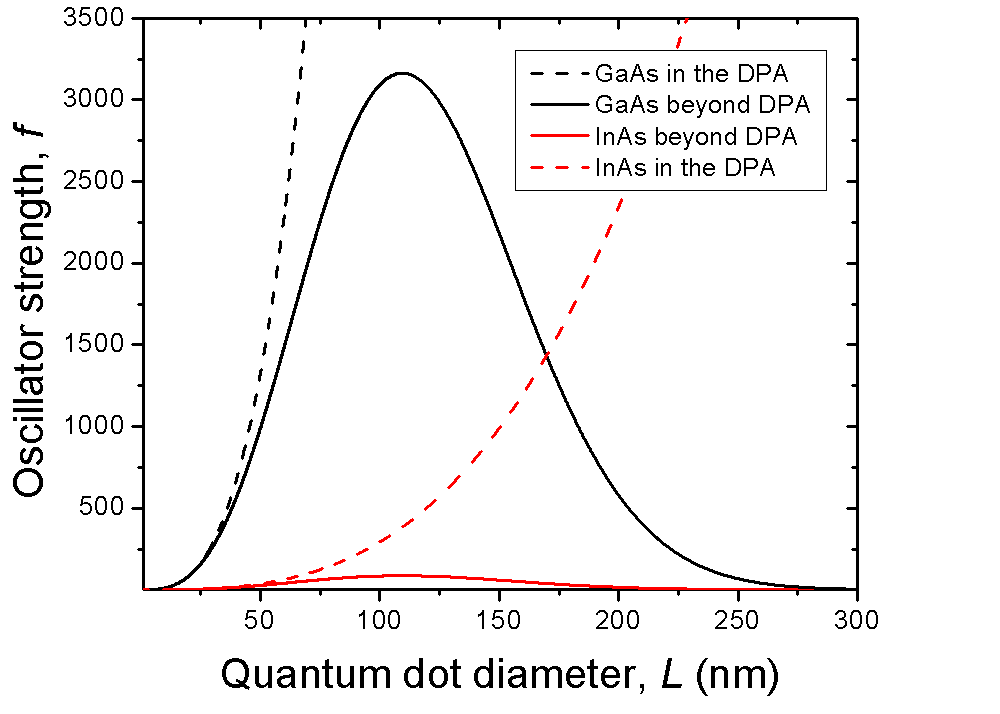 3500
3000
2500
2000
1500
1000
500
Oscillator strength, f
GaAs in the DPA
GaAs beyond DPA
InAs beyond DPA
InAs in the DPA
50 100 150 200 250 300
Quantum dot diameter, L (nm)